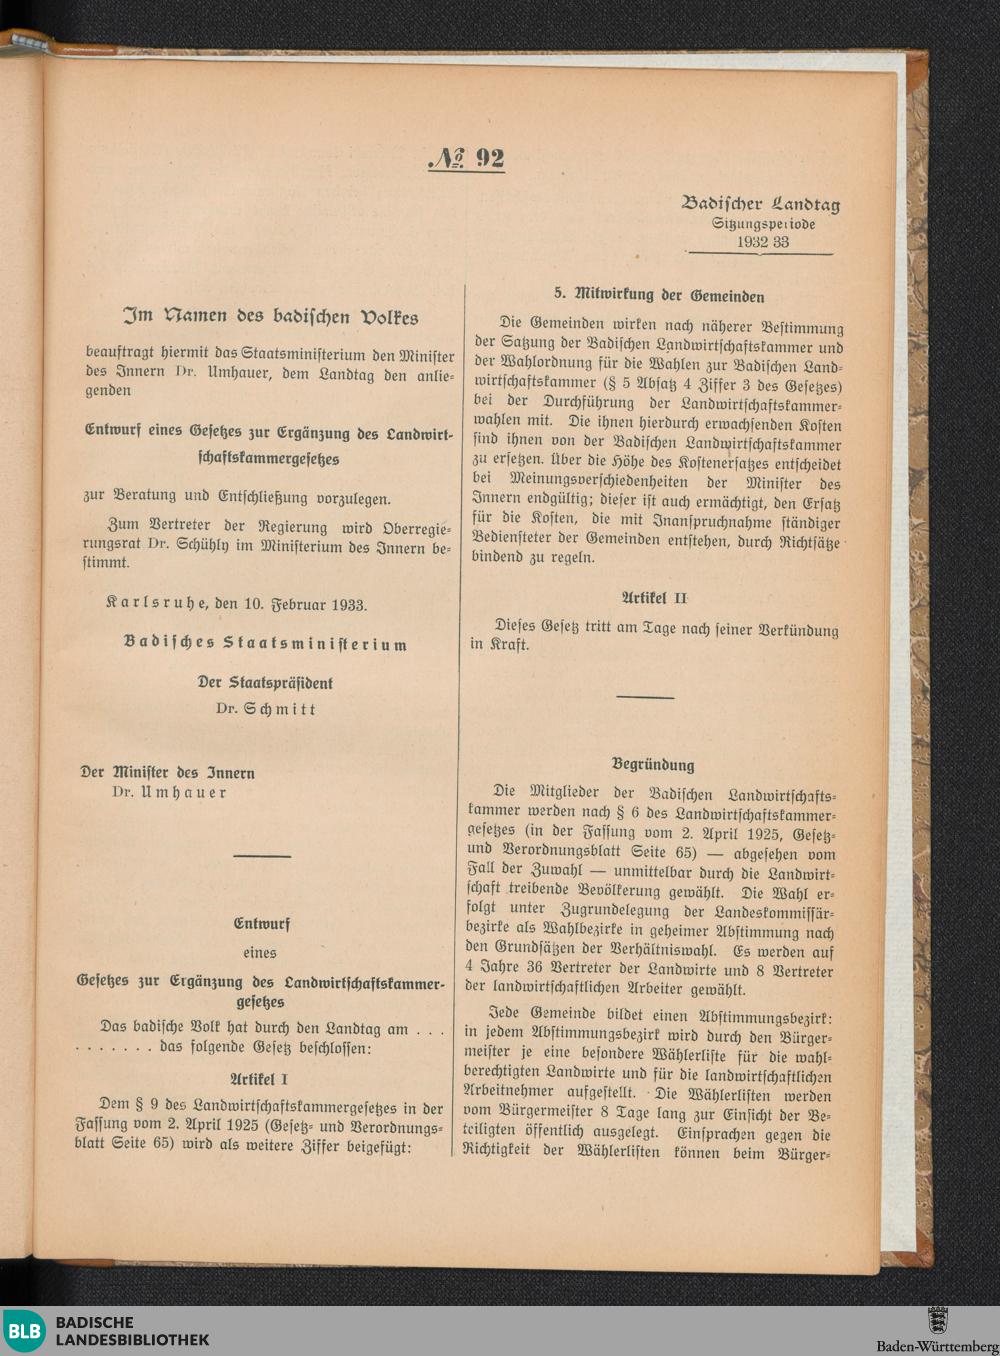 № 92
Badischer Landtag
Sitzungsperiode
1932 33
Im Namen des badischen Volkes
beauftragt hiermit das Staatsministerium den Minister
des Innern Dr. Umhauer, dem Landtag den anlie-
genden
Entwurf eines Gesetzes zur Ergänzung des Landwirt-
schaftskammergesetzes
zur Beratung und Entschließung vorzulegen.
Zum Vertreter der Regierung wird Oberregie-
rungsrat Dr. Schühly im Ministerium des Innern be-
stimmt.
Karlsruhe, den 10. Februar 1933.
Badisches Staatsministerium
Der Staatspräsident
Dr. Schmitt
Der Minister des Innern
Dr. Umhauer
Entwurf
eines
Gesetzes zur Ergänzung des Landwirtschaftskammer-
gesetzes
Das badische Volk hat durch den Landtag am . . .
. . . . . . . das folgende Gesetz beschlossen:
Artikel I
Dem § 9 des Landwirtschaftskammergesetzes in der
Fassung vom 2. April 1925 (Gesetz- und Verordnungs-
blatt Seite 65) wird als weitere Ziffer beigefügt:
5. Mitwirkung der Gemeinden
Die Gemeinden wirken nach näherer Bestimmung
der Satzung der Badischen Landwirtschaftskammer und
der Wahlordnung für die Wahlen zur Badischen Land-
wirtschaftskammer (§ 5 Absatz 4 Ziffer 3 des Gesetzes)
bei der Durchführung der Landwirtschaftskammer-
wahlen mit. Die ihnen hierdurch erwachsenden Kosten
sind ihnen von der Badischen Landwirtschaftskammer
zu ersetzen. Über die Höhe des Kostenersatzes entscheidet
bei Meinungsverschiedenheiten der Minister des
Innern endgültig; dieser ist auch ermächtigt, den Ersatz
für die Kosten, die mit Inanspruchnahme ständiger
Bediensteter der Gemeinden entstehen, durch Richtsätze
bindend zu regeln.
Artikel II
Dieses Gesetz tritt am Tage nach seiner Verkündung
in Kraft.
Begründung
Die Mitglieder der Badischen Landwirtschafts-
kammer werden nach § 6 des Landwirtschaftskammer-
gesetzes (in der Fassung vom 2. April 1925, Gesetz-
und Verordnungsblatt Seite 65) — abgesehen vom
Fall der Zuwahl — unmittelbar durch die Landwirt-
schaft treibende Bevölkerung gewählt. Die Wahl er-
folgt unter Zugrundelegung der Landeskommissär-
bezirke als Wahlbezirke in geheimer Abstimmung nach
den Grundsätzen der Verhältniswahl. Es werden auf
4 Jahre 36 Vertreter der Landwirte und 8 Vertreter
der landwirtschaftlichen Arbeiter gewählt.
Jede Gemeinde bildet einen Abstimmungsbezirk:
in jedem Abstimmungsbezirk wird durch den Bürger-
meister je eine besondere Wählerliste für die wahl-
berechtigten Landwirte und für die landwirtschaftlichen
Arbeitnehmer aufgestellt. Die Wählerlisten werden
vom Bürgermeister 8 Tage lang zur Einsicht der Be-
teiligten öffentlich ausgelegt. Einsprachen gegen die
Richtigkeit der Wählerlisten können beim Bürger-
BLB BADISCHE
LANDESBIBLIOTHEK
Baden-Württemberg